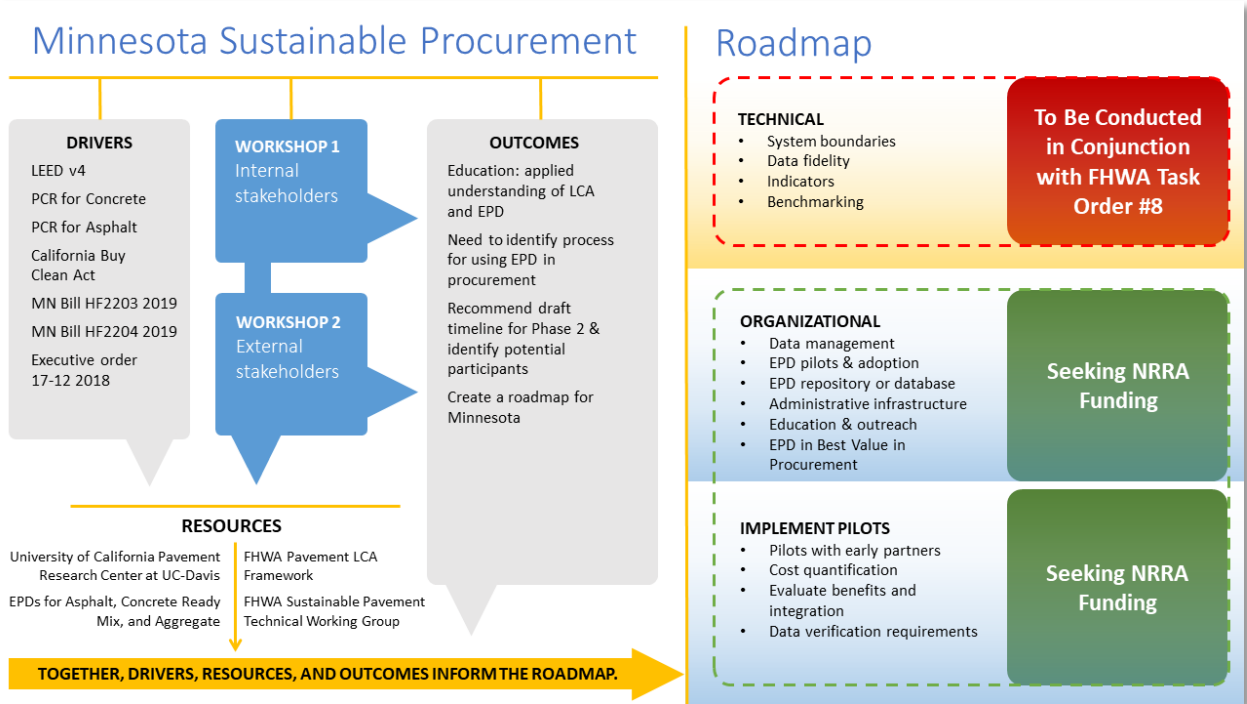 Minnesota Sustainable Procurement
DRIVERS
LEED v4
PCR for Concrete
PCR for Asphalt
California Buy
Clean Act
MN Bill HF2203 2019
MN Bill HF2204 2019
Executive order
17-12 2018
WORKSHOP 1
Internal
stakeholders
WORKSHOP 2
External
stakeholders
OUTCOMES
Education: applied
understanding of LCA
and EPD
Need to identify process
for using EPD in
procurement
Recommend draft
timeline for Phase 2 &
identify potential
participants
Create a roadmap for
Minnesota
RESOURCES
University of California Pavement
Research Center at UC-Davis
EPDs for Asphalt, Concrete Ready
Mix, and Aggregate
FHWA Pavement LCA
Framework
FHWA Sustainable Pavement
Technical Working Group
TOGETHER, DRIVERS, RESOURCES, AND OUTCOMES INFORM THE ROADMAP.
Roadmap
TECHNICAL
• System boundaries
• Data fidelity
• Indicators
• Benchmarking
To Be Conducted
in Conjunction
with FHWA Task
Order #8
ORGANIZATIONAL
• Data management
• EPD pilots & adoption
• EPD repository or database
• Administrative infrastructure
• Education & outreach
• EPD in Best Value in
Procurement
Seeking NRRA
Funding
IMPLEMENT PILOTS
• Pilots with early partners
• Cost quantification
• Evaluate benefits and
integration
• Data verification requirements
Seeking NRRA
Funding